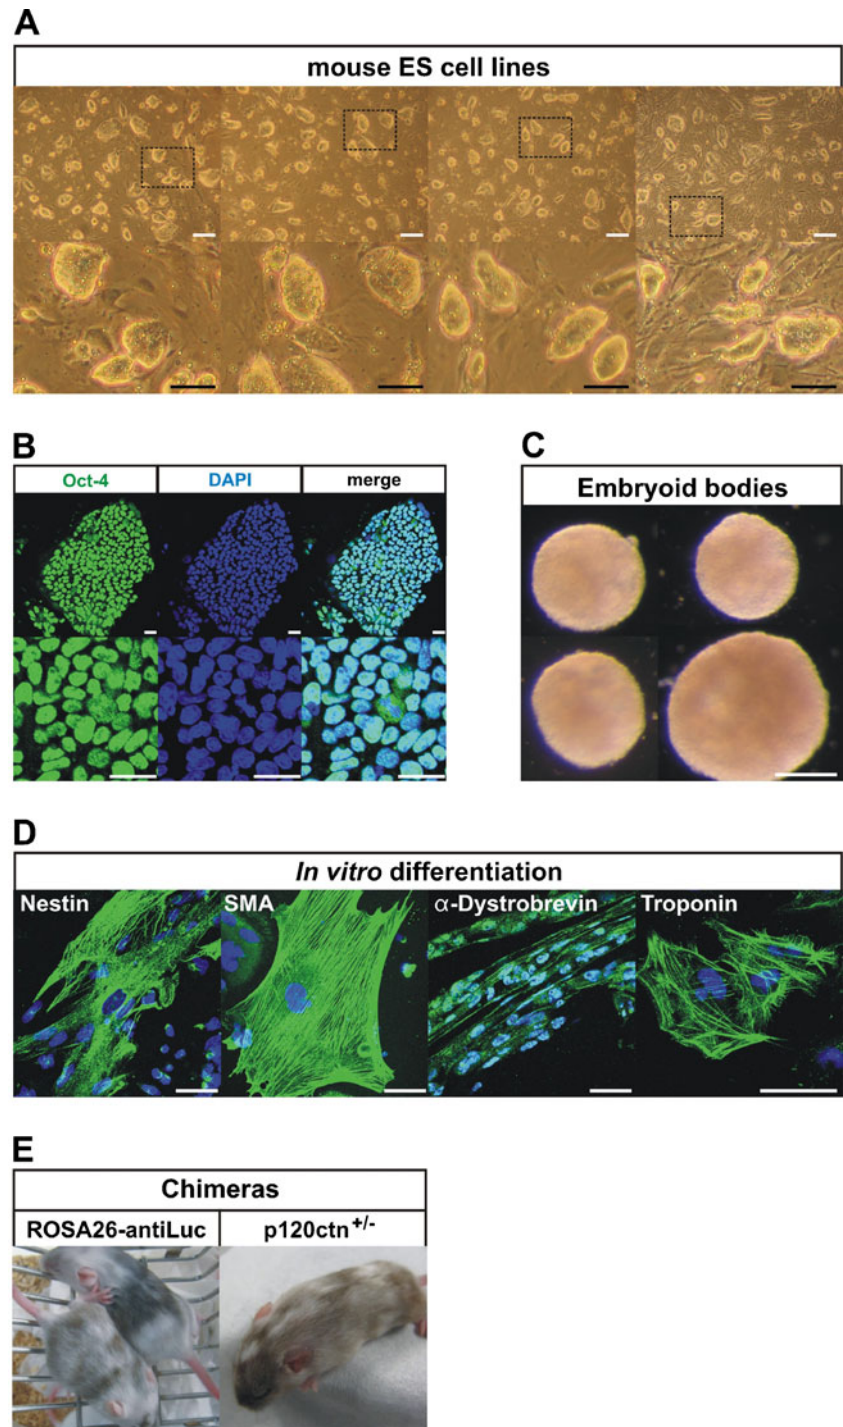 A
mouse ES cell lines
B
Oct-4 DAPI merge
C
Embryoid bodies
D
In vitro differentiation
Nestin SMA α-Dystrobrevin Troponin
E
Chimeras
ROSA26-antiLuc p120ctn+/-